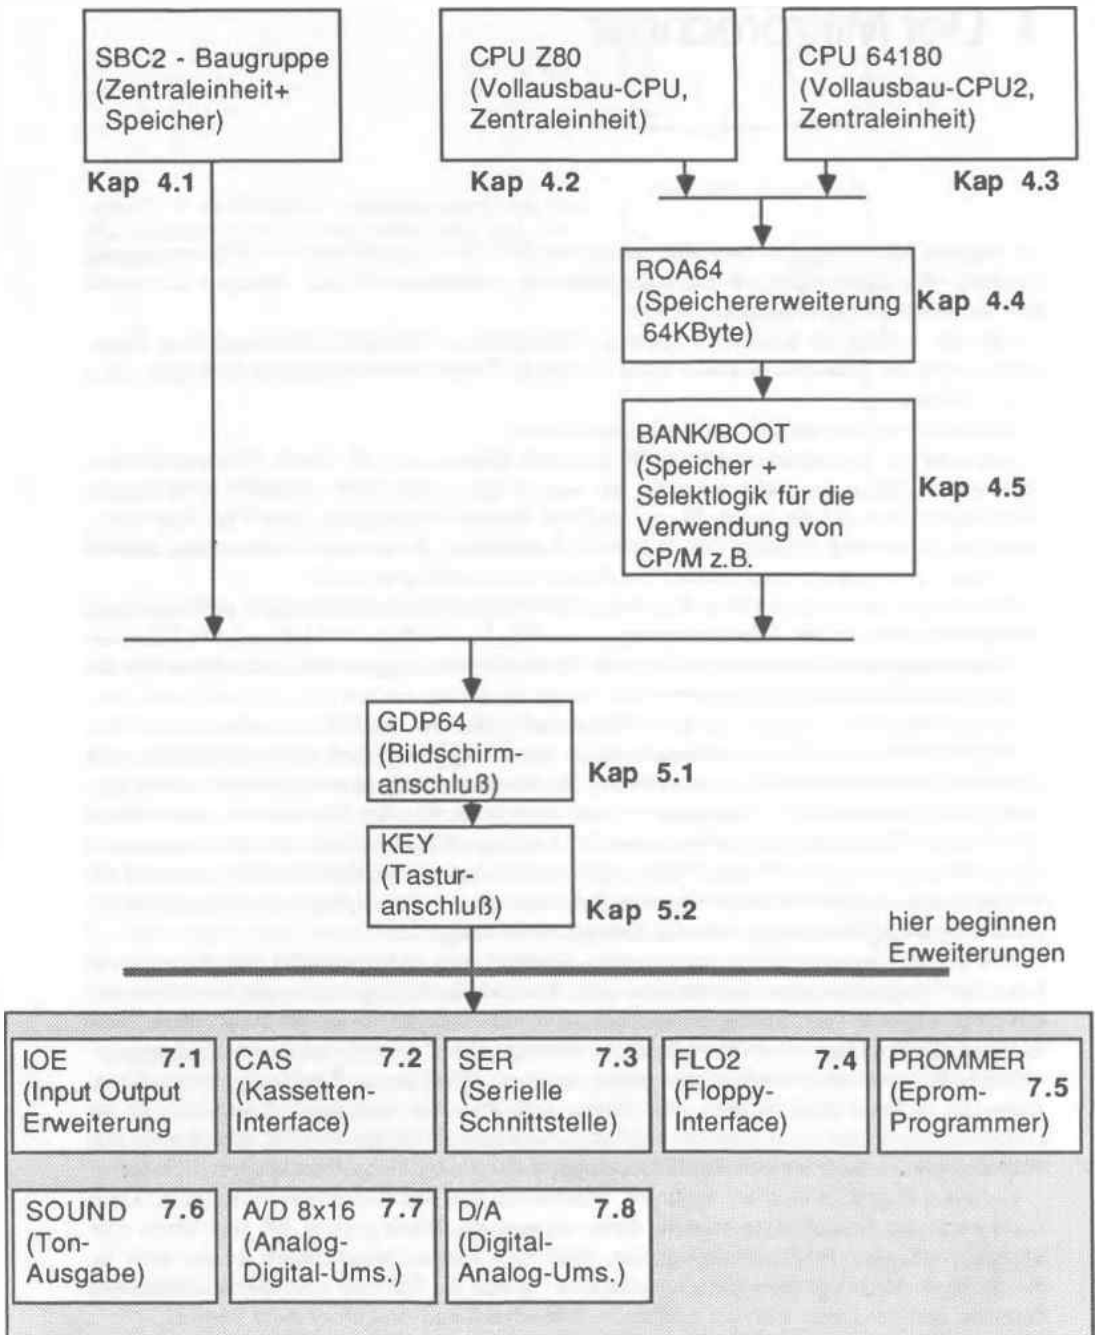 SBC2 - Baugruppe
(Zentraleinheit+
Speicher)
Kap 4.1
CPU Z80
(Vollausbau-CPU,
Zentraleinheit)
Kap 4.2
CPU 64180
(Vollausbau-CPU2,
Zentraleinheit)
Kap 4.3
ROA64
(Speichererweiterung
64KByte)
Kap 4.4
BANK/BOOT
(Speicher +
Selektlogik für die
Verwendung von
CP/M z.B.
Kap 4.5
GDP64
(Bildschirm-
anschluß)
Kap 5.1
KEY
(Tastur-
anschluß)
Kap 5.2
hier beginnen
Erweiterungen
IOE 7.1
(Input Output
Erweiterung
CAS 7.2
(Kassetten-
Interface)
SER 7.3
(Serielle
Schnittstelle)
FLO2 7.4
(Floppy-
Interface)
PROMMER
(Eprom- 7.5
Programmer)
SOUND 7.6
(Ton-
Ausgabe)
A/D 8x16 7.7
(Analog-
Digital-Ums.)
D/A 7.8
(Digital-
Analog-Ums.)